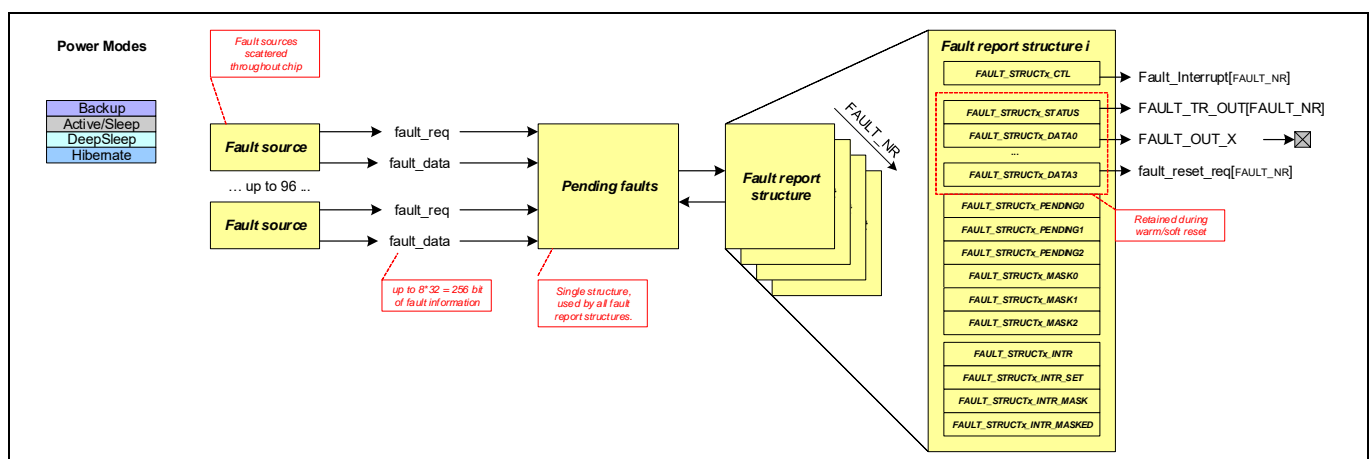 Power Modes
Backup
Active/Sleep
DeepSleep
Hibernate
Fault sources
scattered
throughout chip
Fault source
fault_req
fault_data
... up to 96 ...
Fault source
fault_req
fault_data
up to 8*32 = 256 bit
of fault information
Pending faults
Single structure,
used by all fault
report structures.
Fault report
structure
FAULT_NR
Fault report structure i
FAULT_STRUCTx_CTL
FAULT_STRUCTx_STATUS
FAULT_STRUCTx_DATA0
...
FAULT_STRUCTx_DATA3
FAULT_STRUCTx_PENDING0
FAULT_STRUCTx_PENDING1
FAULT_STRUCTx_PENDING2
FAULT_STRUCTx_MASK0
FAULT_STRUCTx_MASK1
FAULT_STRUCTx_MASK2
FAULT_STRUCTx_INTR
FAULT_STRUCTx_INTR_SET
FAULT_STRUCTx_INTR_MASK
FAULT_STRUCTx_INTR_MASKED
Fault_Interrupt[FAULT_NR]
FAULT_TR_OUT[FAULT_NR]
FAULT_OUT_X
fault_reset_req[FAULT_NR]
Retained during
warm/soft reset